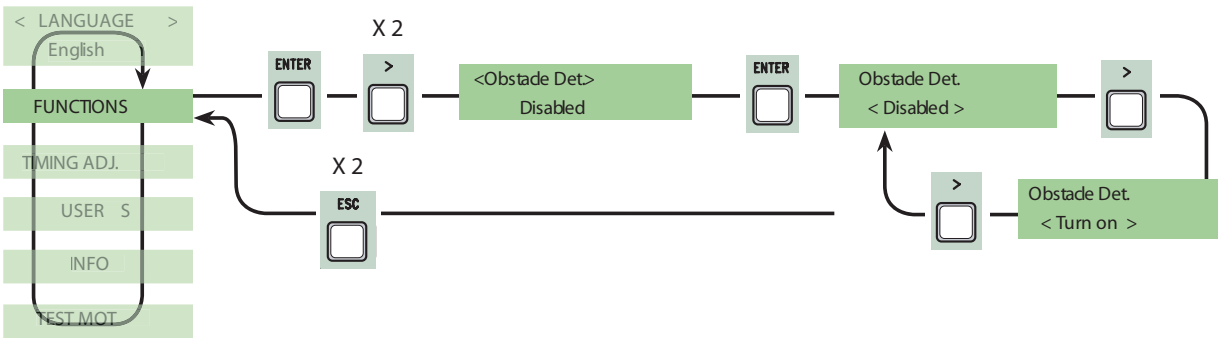 < LANGUAGE >
English
FUNCTIONS
TIMING ADJ.
USER S
INFO
TEST MOT
ENTER
X 2
>
<Obstade Det.>
Disabled
ENTER
Obstade Det.
< Disabled >
>
Obstade Det.
< Turn on >
>
X 2
ESC